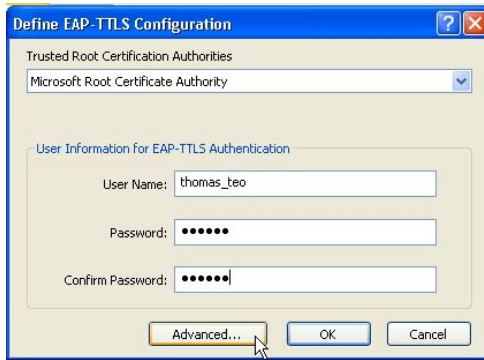 Define EAP-TTLS Configuration
Trusted Root Certification Authorities
Microsoft Root Certificate Authority
User Information for EAP-TTLS Authentication
User Name: thomas_teo
Password: ●●●●●●
Confirm Password: ●●●●●●
Advanced... OK Cancel